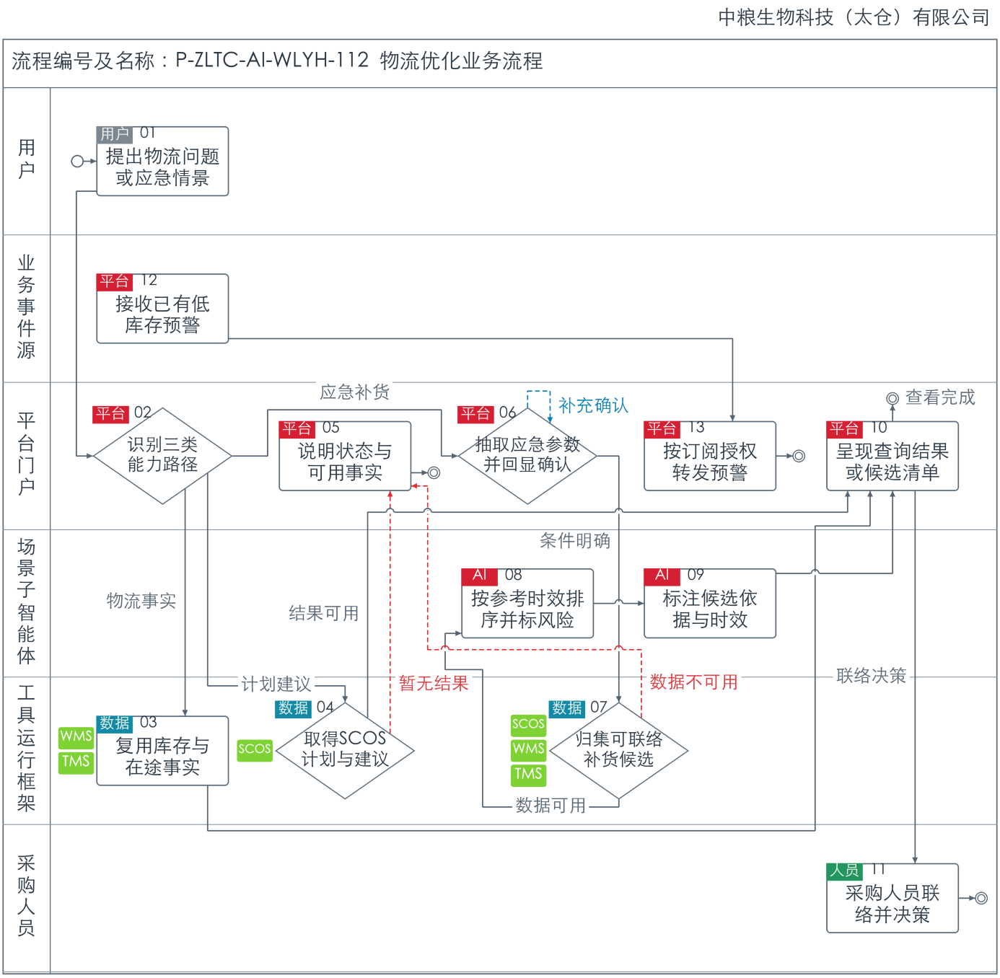 中粮生物科技（太仓）有限公司
流程编号及名称：P-ZLTC-AI-WLYH-112 物流优化业务流程
用户
用户 01
提出物流问题
或应急情景
业务事件源
平台 12
接收已有低
库存预警
平台门户
应急补货
补充确认
查看完成
平台 02
识别三类
能力路径
平台 05
说明状态与
可用事实
平台 06
抽取应急参数
并回显确认
平台 13
按订阅授权
转发预警
平台 10
呈现查询结果
或候选清单
场景子智能体
条件明确
物流事实
结果可用
AI 08
按参考时效排
序并标风险
AI 09
标注候选依
据与时效
计划建议
暂无结果
数据不可用
联络决策
工具运行框架
WMS
TMS
数据 03
复用库存与
在途事实
SCOS
数据 04
取得SCOS
计划与建议
SCOS
WMS
TMS
数据 07
归集可联络
补货候选
数据可用
采购人员
人员 11
采购人员联
络并决策